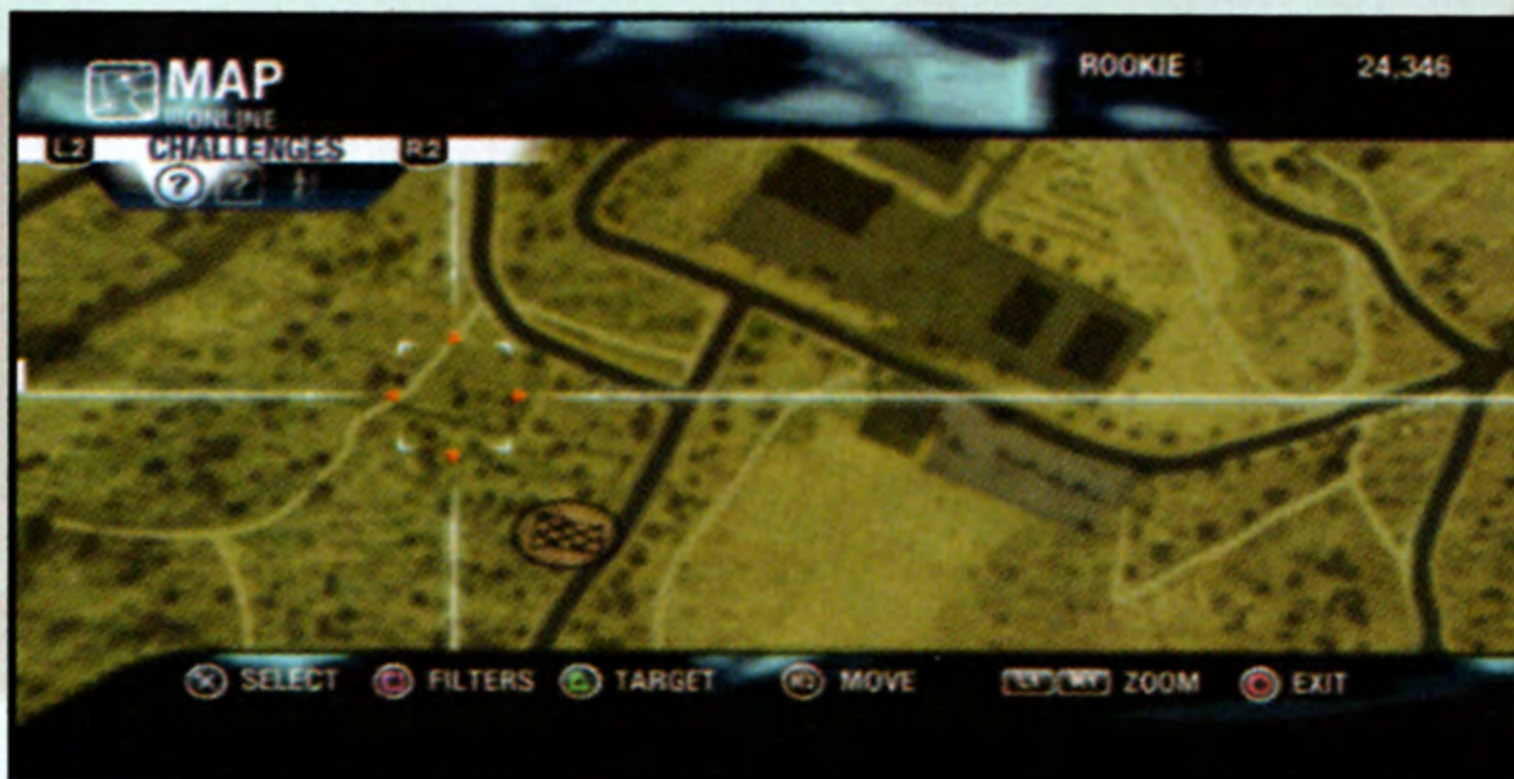 MAP
ROOKIE 24,346
ONLINE
L2 CHALLENGES R2
? ?
SELECT FILTERS TARGET MOVE ZOOM EXIT